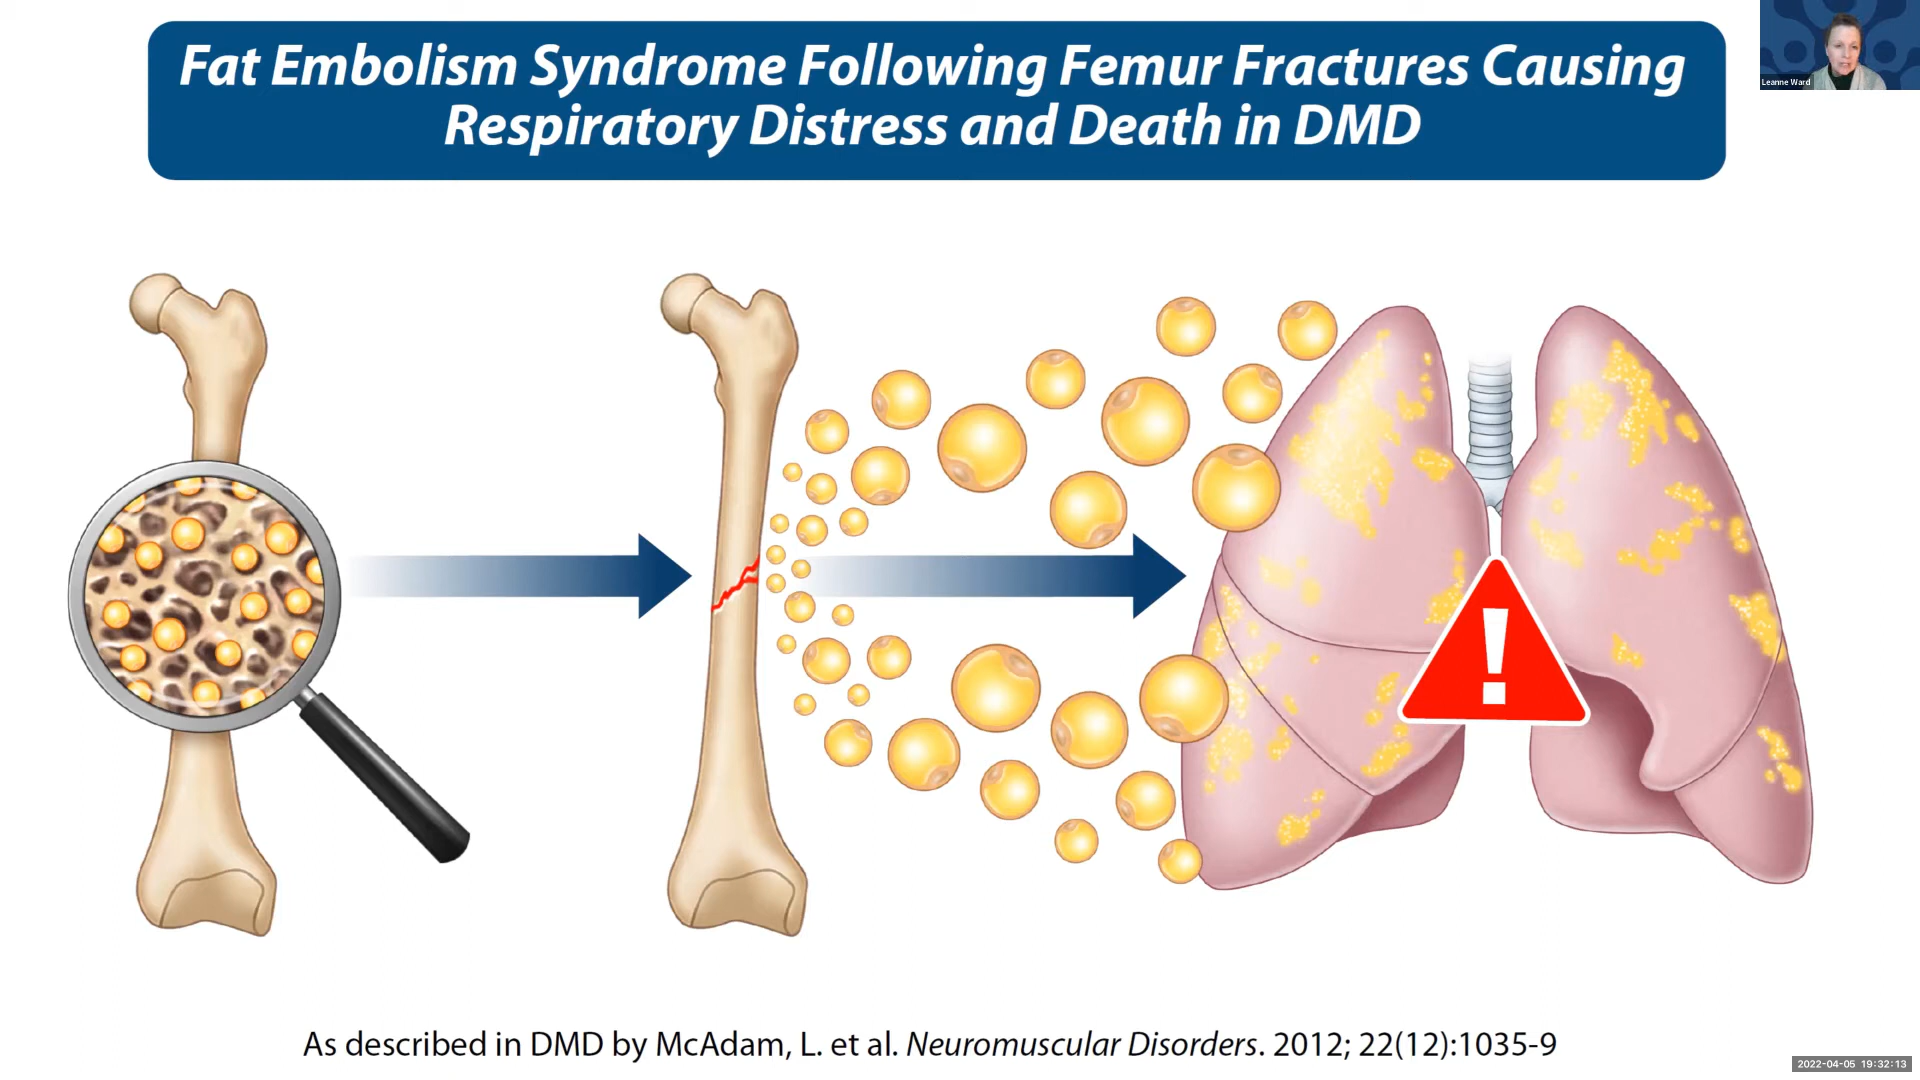 Fat Embolism Syndrome Following Femur Fractures Causing
Respiratory Distress and Death in DMD
Leanne Ward
As described in DMD by McAdam, L. et al. Neuromuscular Disorders. 2012; 22(12):1035-9
2022-04-05 19:32:13